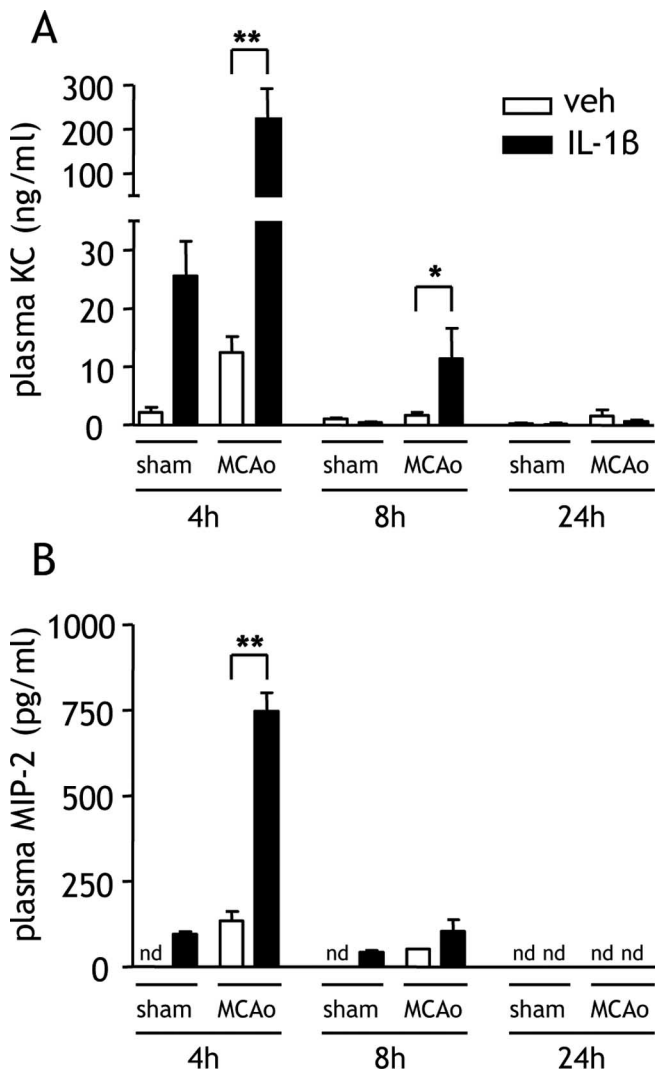 A
**
300
200
100
30
20
10
0
plasma KC (ng/ml)
veh
IL-1ß
*
sham MCAo sham MCAo sham MCAo
4h 8h 24h
B
1000
750
500
250
0
plasma MIP-2 (pg/ml)
**
nd nd nd nd nd nd
sham MCAo sham MCAo sham MCAo
4h 8h 24h